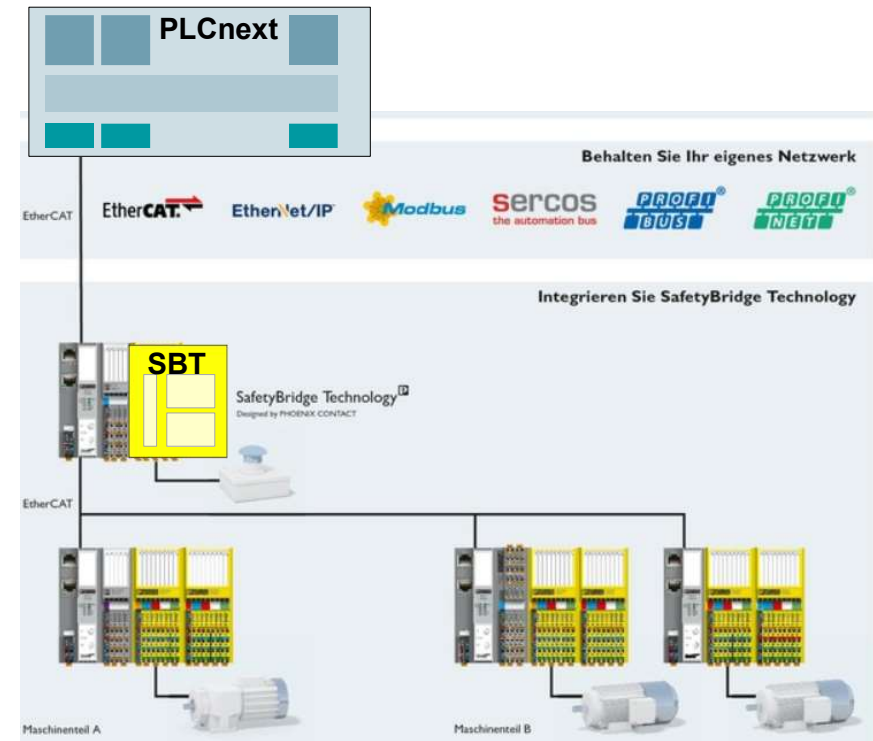 PLCnext
Behalten Sie Ihr eigenes Netzwerk
EtherCAT
EtherCAT.
EtherNet/IP
Modbus
sercos
the automation bus
PROFI
BUS
PROFI
NET
Integrieren Sie SafetyBridge Technology
SBT
SafetyBridge Technology
Designed by PHOENIX CONTACT
EtherCAT
Maschinenteil A
Maschinenteil B